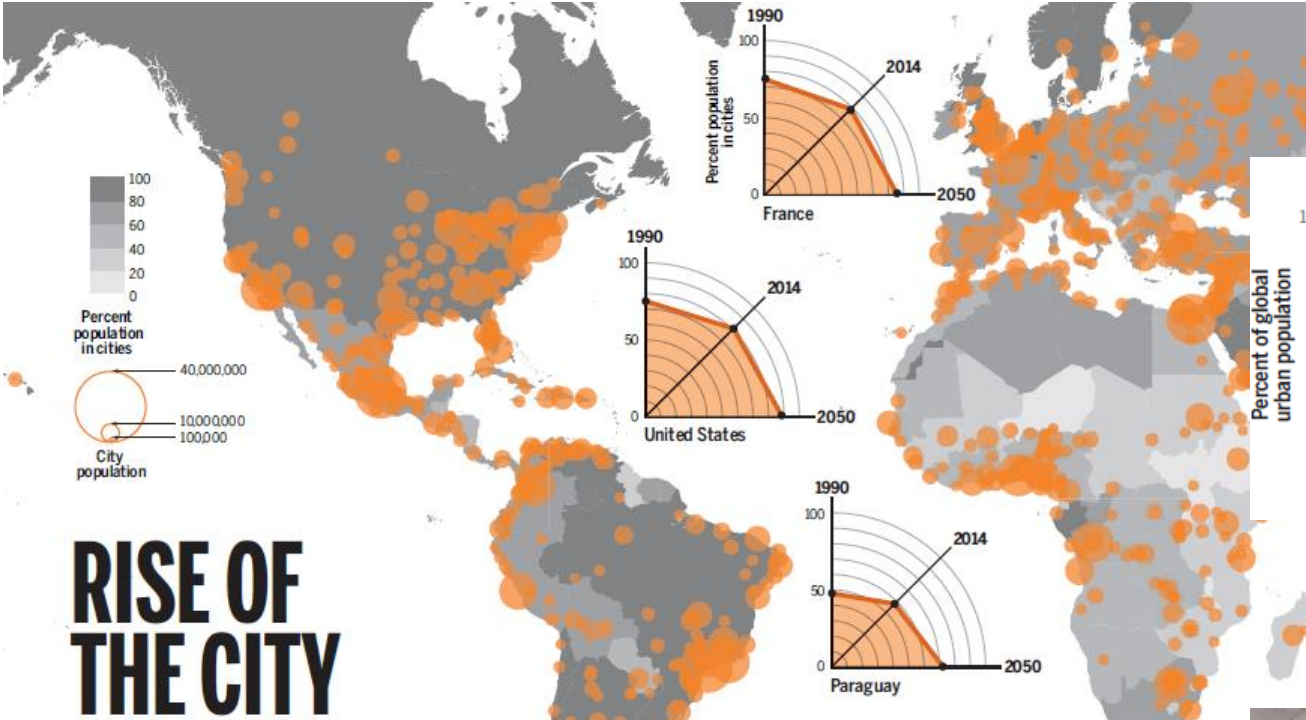 1990
100
2014
Percent population
in cities
50
0
2050
France
100
80
60
40
20
0
Percent
population
in cities
40,000,000
10,000,000
100,000
City
population
1990
100
2014
50
0
2050
United States
1990
100
2014
50
0
2050
Paraguay
RISE OF
THE CITY
1
Percent of global
urban population